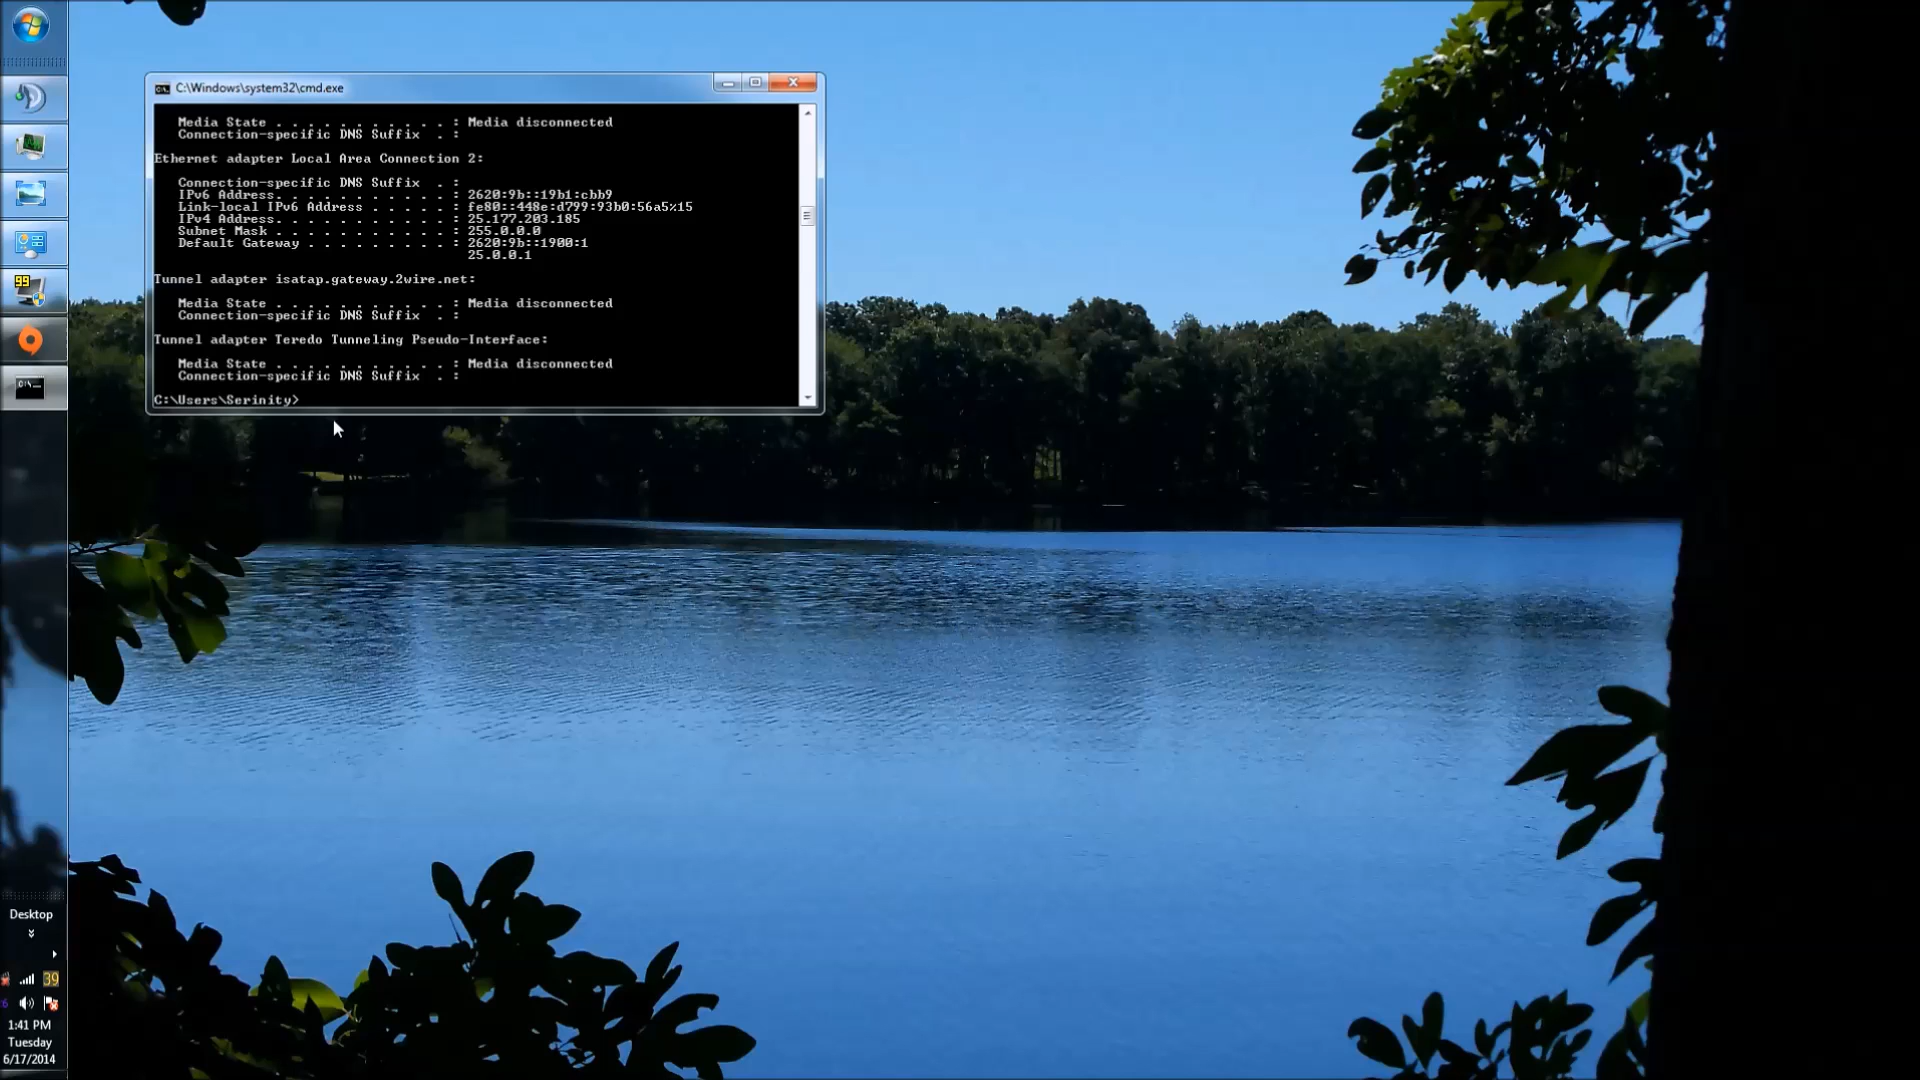 C:\Windows\system32\cmd.exe
Media State . . . . . . . . . . . : Media disconnected
Connection-specific DNS Suffix  . :
Ethernet adapter Local Area Connection 2:
Connection-specific DNS Suffix  . :
IPv6 Address. . . . . . . . . . . : 2620:9b::19b1:cbb9
Link-local IPv6 Address . . . . . : fe80::448e:d799:93b0:56a5%15
IPv4 Address. . . . . . . . . . . : 25.177.203.185
Subnet Mask . . . . . . . . . . . : 255.0.0.0
Default Gateway . . . . . . . . . : 2620:9b::1900:1
25.0.0.1
Tunnel adapter isatap.gateway.2wire.net:
Media State . . . . . . . . . . . : Media disconnected
Connection-specific DNS Suffix  . :
Tunnel adapter Teredo Tunneling Pseudo-Interface:
Media State . . . . . . . . . . . : Media disconnected
Connection-specific DNS Suffix  . :
C:\Users\Serinity>
99
Desktop
39
6
1:41 PM
Tuesday
6/17/2014